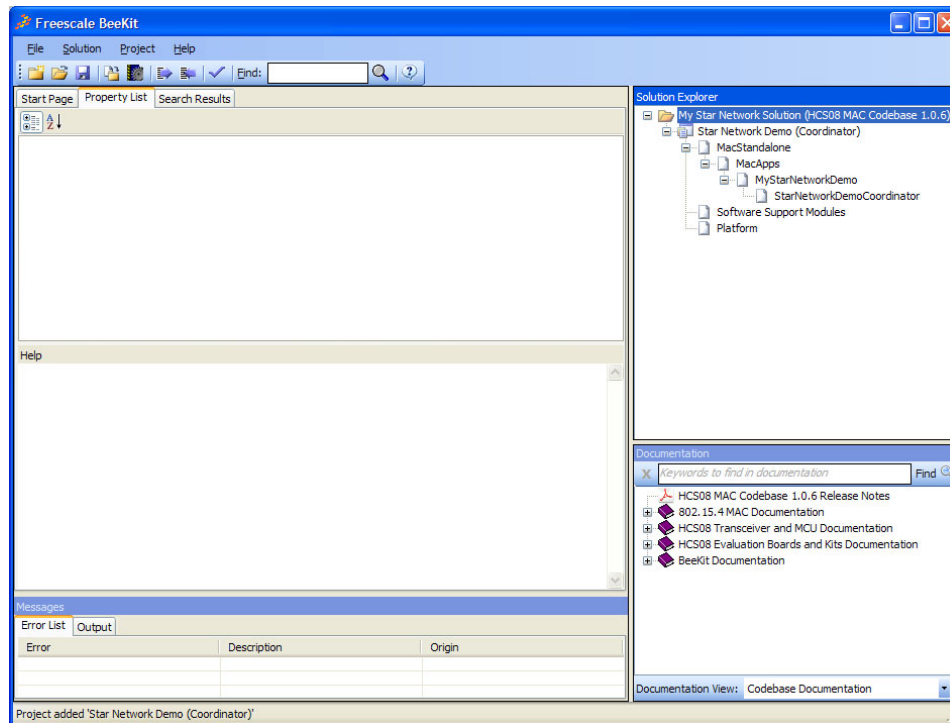 Freescale BeeKit
File Solution Project Help
Find:
Start Page Property List Search Results
Help
Messages
Error List Output
Error Description Origin
Project added 'Star Network Demo (Coordinator)'
Solution Explorer
My Star Network Solution (HCS08 MAC Codebase 1.0.6)
Star Network Demo (Coordinator)
MacStandalone
MacApps
MyStarNetworkDemo
StarNetworkDemoCoordinator
Software Support Modules
Platform
Documentation
Keywords to find in documentation Find
HCS08 MAC Codebase 1.0.6 Release Notes
802.15.4 MAC Documentation
HCS08 Transceiver and MCU Documentation
HCS08 Evaluation Boards and Kits Documentation
BeeKit Documentation
Documentation View: Codebase Documentation